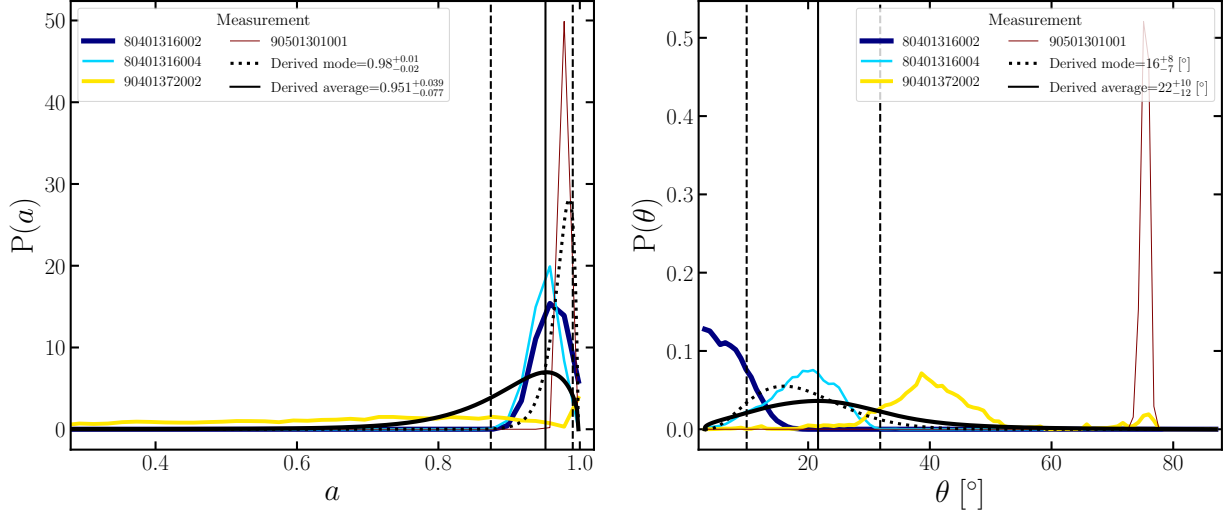 Measurement
80401316002
80401316004
90401372002
90501301001
Derived mode=0.98+0.01−0.02
Derived average=0.951+0.039−0.077
P(a)
50
40
30
20
10
0
0.4
0.6
0.8
1.0
a
Measurement
80401316002
80401316004
90401372002
90501301001
Derived mode=16+8−7 [°]
Derived average=22+10−12 [°]
P(θ)
0.5
0.4
0.3
0.2
0.1
0.0
20
40
60
80
θ [°]